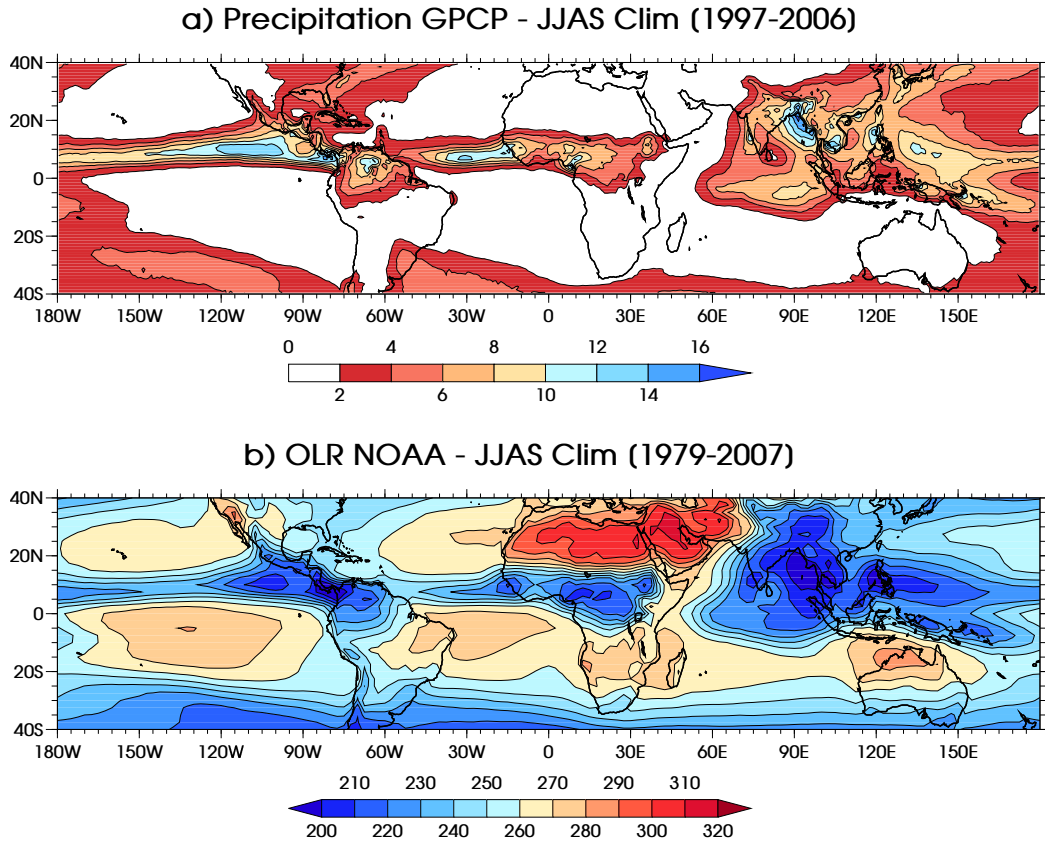 a) Precipitation GPCP - JJAS Clim (1997-2006)
40N
20N
0
20S
40S
180W 150W 120W 90W 60W 30W 0 30E 60E 90E 120E 150E
0 4 8 12 16
2 6 10 14
b) OLR NOAA - JJAS Clim (1979-2007)
40N
20N
0
20S
40S
180W 150W 120W 90W 60W 30W 0 30E 60E 90E 120E 150E
210 230 250 270 290 310
200 220 240 260 280 300 320